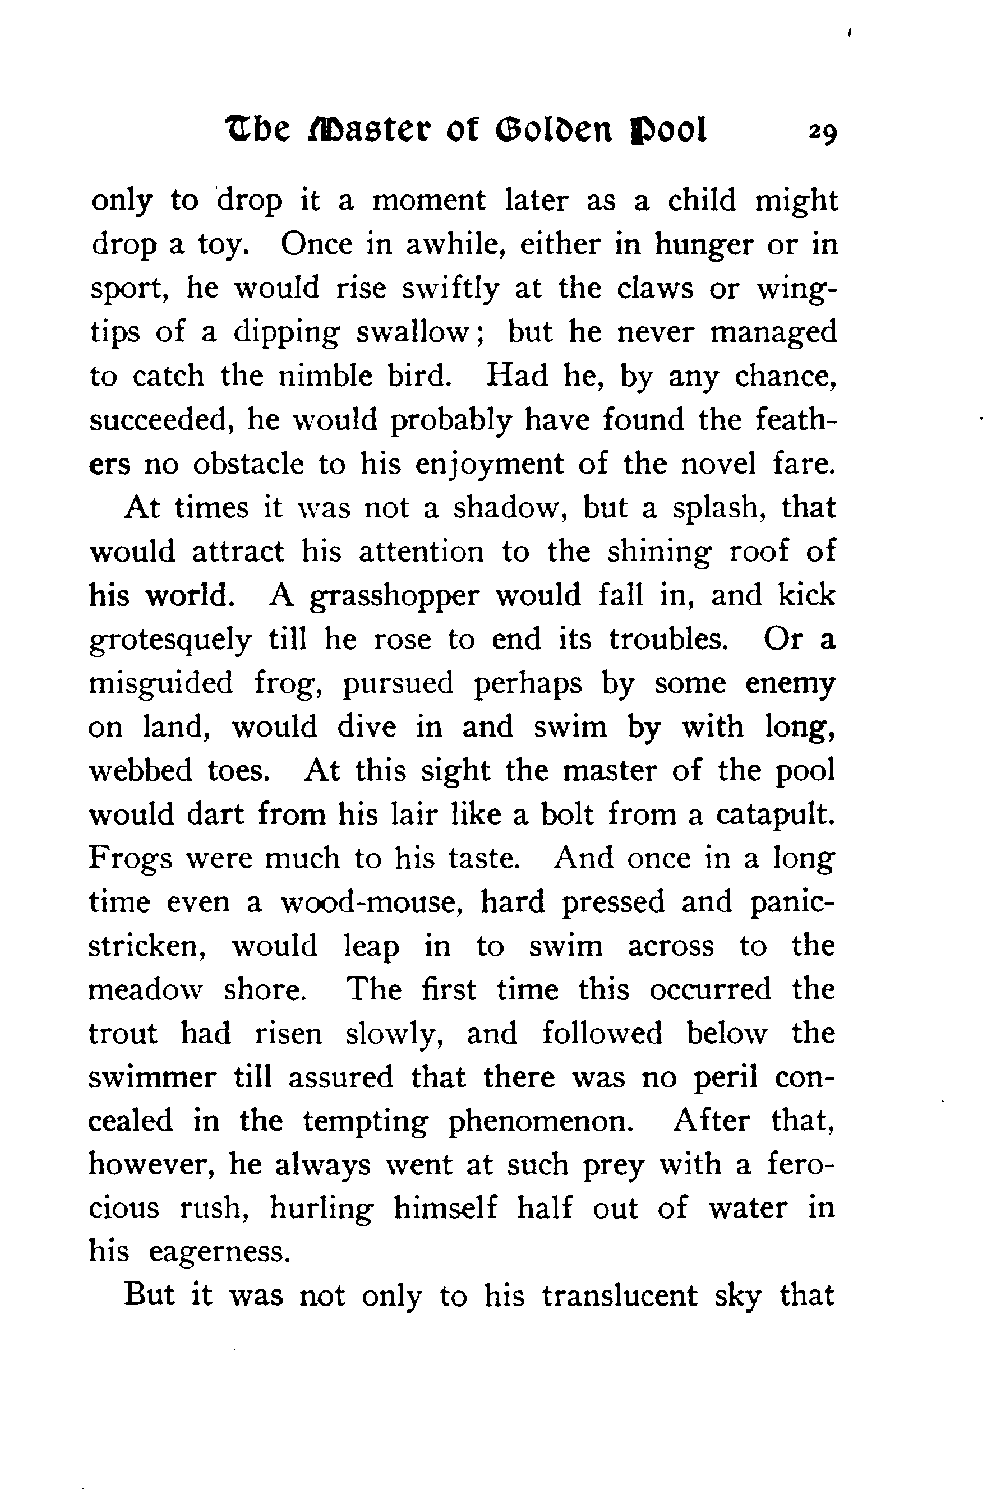 The Master of Golden Pool 29
only to drop it a moment later as a child might
drop a toy. Once in awhile, either in hunger or in
sport, he would rise swiftly at the claws or wing-
tips of a dipping swallow; but he never managed
to catch the nimble bird. Had he, by any chance,
succeeded, he would probably have found the feath-
ers no obstacle to his enjoyment of the novel fare.
At times it was not a shadow, but a splash, that
would attract his attention to the shining roof of
his world. A grasshopper would fall in, and kick
grotesquely till he rose to end its troubles. Or a
misguided frog, pursued perhaps by some enemy
on land, would dive in and swim by with long,
webbed toes. At this sight the master of the pool
would dart from his lair like a bolt from a catapult.
Frogs were much to his taste. And once in a long
time even a wood-mouse, hard pressed and panic-
stricken, would leap in to swim across to the
meadow shore. The first time this occurred the
trout had risen slowly, and followed below the
swimmer till assured that there was no peril con-
cealed in the tempting phenomenon. After that,
however, he always went at such prey with a fero-
cious rush, hurling himself half out of water in
his eagerness.
But it was not only to his translucent sky that